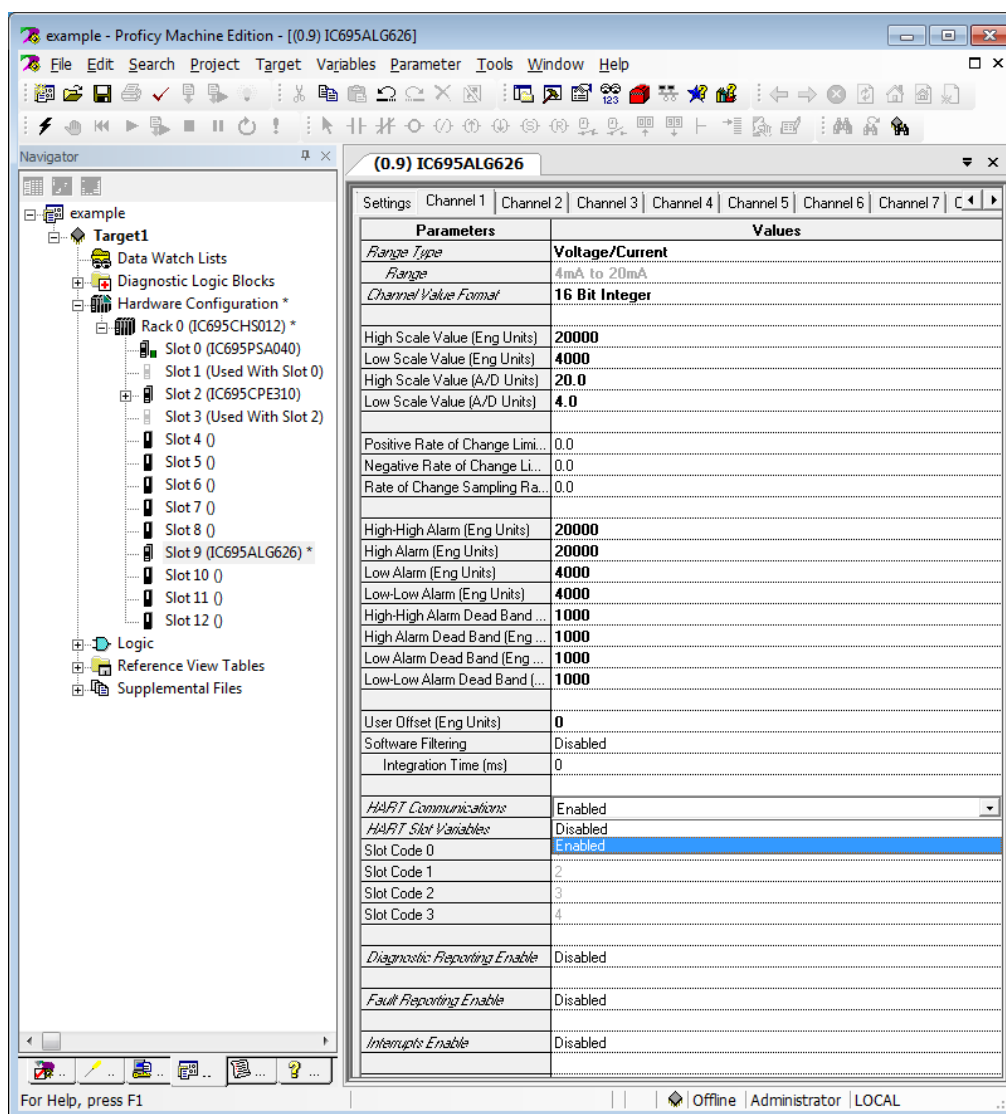 example - Proficy Machine Edition - [(0.9) IC695ALG626]
File Edit Search Project Target Variables Parameter Tools Window Help
Navigator
example
Target1
Data Watch Lists
Diagnostic Logic Blocks
Hardware Configuration *
Rack 0 (IC695CHS012) *
Slot 0 (IC695PSA040)
Slot 1 (Used With Slot 0)
Slot 2 (IC695CPE310)
Slot 3 (Used With Slot 2)
Slot 4 ()
Slot 5 ()
Slot 6 ()
Slot 7 ()
Slot 8 ()
Slot 9 (IC695ALG626) *
Slot 10 ()
Slot 11 ()
Slot 12 ()
Logic
Reference View Tables
Supplemental Files
(0.9) IC695ALG626
Settings Channel 1 Channel 2 Channel 3 Channel 4 Channel 5 Channel 6 Channel 7 C
Parameters Values
Range Type Voltage/Current
Range 4mA to 20mA
Channel Value Format 16 Bit Integer
High Scale Value (Eng Units) 20000
Low Scale Value (Eng Units) 4000
High Scale Value (A/D Units) 20.0
Low Scale Value (A/D Units) 4.0
Positive Rate of Change Limi... 0.0
Negative Rate of Change Li... 0.0
Rate of Change Sampling Ra... 0.0
High-High Alarm (Eng Units) 20000
High Alarm (Eng Units) 20000
Low Alarm (Eng Units) 4000
Low-Low Alarm (Eng Units) 4000
High-High Alarm Dead Band ... 1000
High Alarm Dead Band (Eng ... 1000
Low Alarm Dead Band (Eng ... 1000
Low-Low Alarm Dead Band (... 1000
User Offset (Eng Units) 0
Software Filtering Disabled
Integration Time (ms) 0
HART Communications Enabled
HART Slot Variables Disabled
Slot Code 0 Enabled
Slot Code 1 2
Slot Code 2 3
Slot Code 3 4
Diagnostic Reporting Enable Disabled
Fault Reporting Enable Disabled
Interrupts Enable Disabled
For Help, press F1
Offline Administrator LOCAL